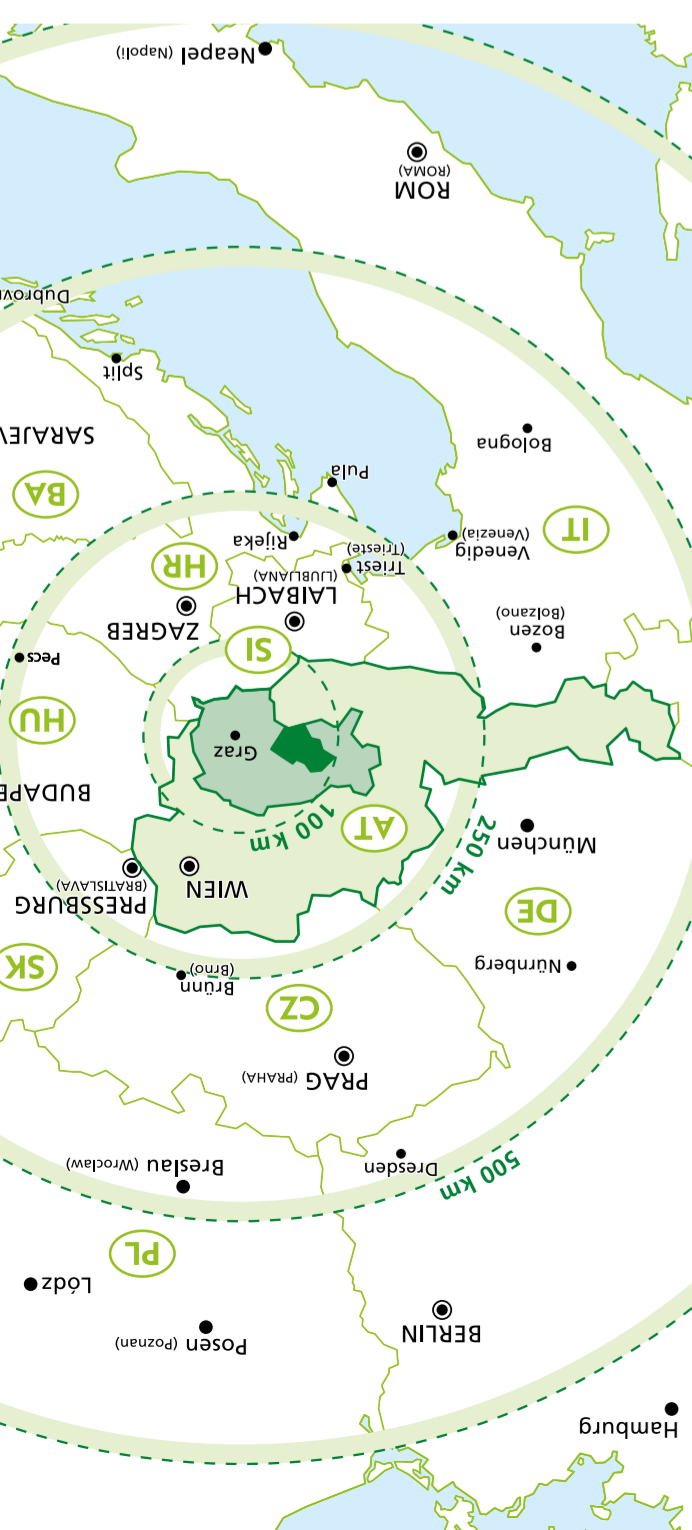 Hamburg
BERLIN
Posen (Poznan)
Lódz
PL
500 km
Dresden
Breslau (Wroclaw)
PRAG (PRAHA)
CZ
Brünn
(Brno)
Nürnberg
SK
DE
PRESSBURG
(BRATISLAVA)
WIEN
250 km
München
100 km
AT
BUDAPE
Graz
HU
Pecs
SI
Bozen
(Bolzano)
ZAGREB
LAIBACH
(LJUBLJANA)
HR
Triest
(Trieste)
Venedig
(Venezia)
Rijeka
IT
BA
Pula
Bologna
SARAJEV
Split
Dubrov
ROM
(ROMA)
Neapel (Napoli)